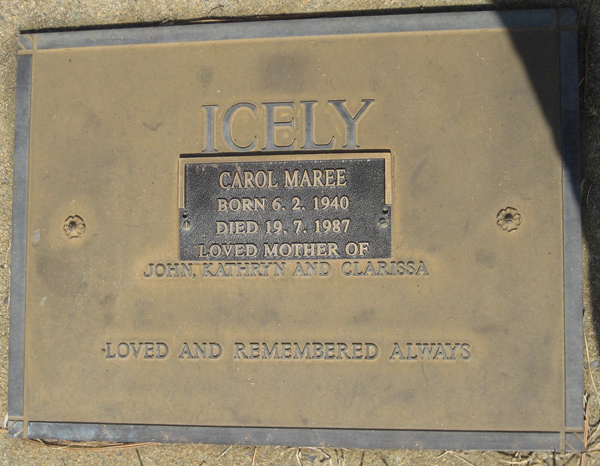 ICELY
CAROL MAREE
BORN 6. 2. 1940
DIED 19. 7. 1987
LOVED MOTHER OF
JOHN, KATHRYN AND CLARISSA
LOVED AND REMEMBERED ALWAYS